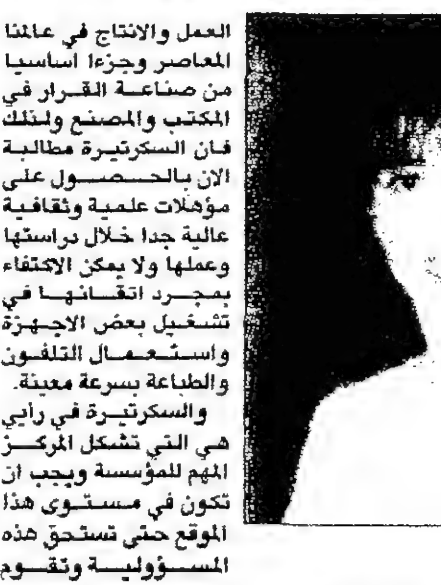 العمل والانتاج في عالمنا
المعاصر وجزءا اساسيا
من صناعة القرار في
المكتب والمصنع ولذلك
فان السكرتيرة مطالبة
الان بالحصول على
مؤهلات علمية وثقافية
عالية جدا خلال دراستها
وعملها ولا يمكن الاكتفاء
بمجرد اتقانها في
تشغيل بعض الاجهزة
واستعمال التلفون
والطباعة بسرعة معينة.
والسكرتيرة في رايي
هي التي تشكل المركز
المهم للمؤسسة ويجب ان
تكون في مستوى هذا
الموقع حتى تستحق هذه
المسؤولية وتقوم